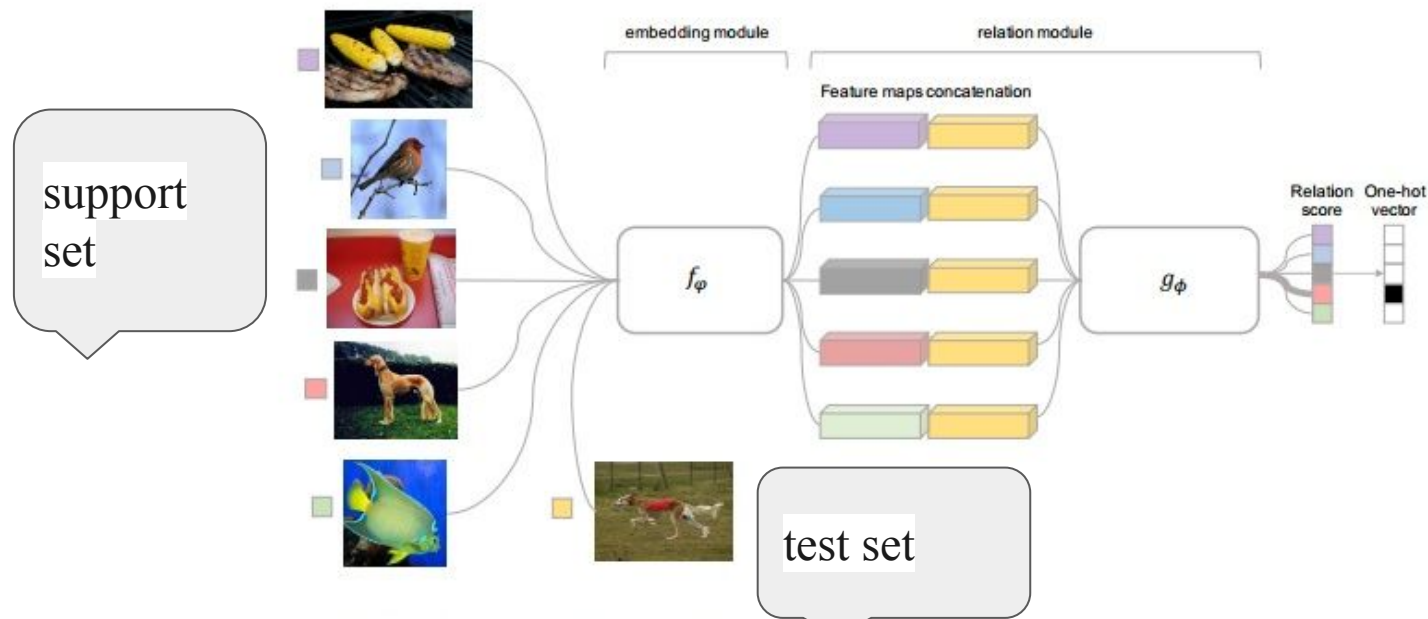 embedding module
relation module
Feature maps concatenation
support
set
Relation
score
One-hot
vector
fφ
gϕ
test set